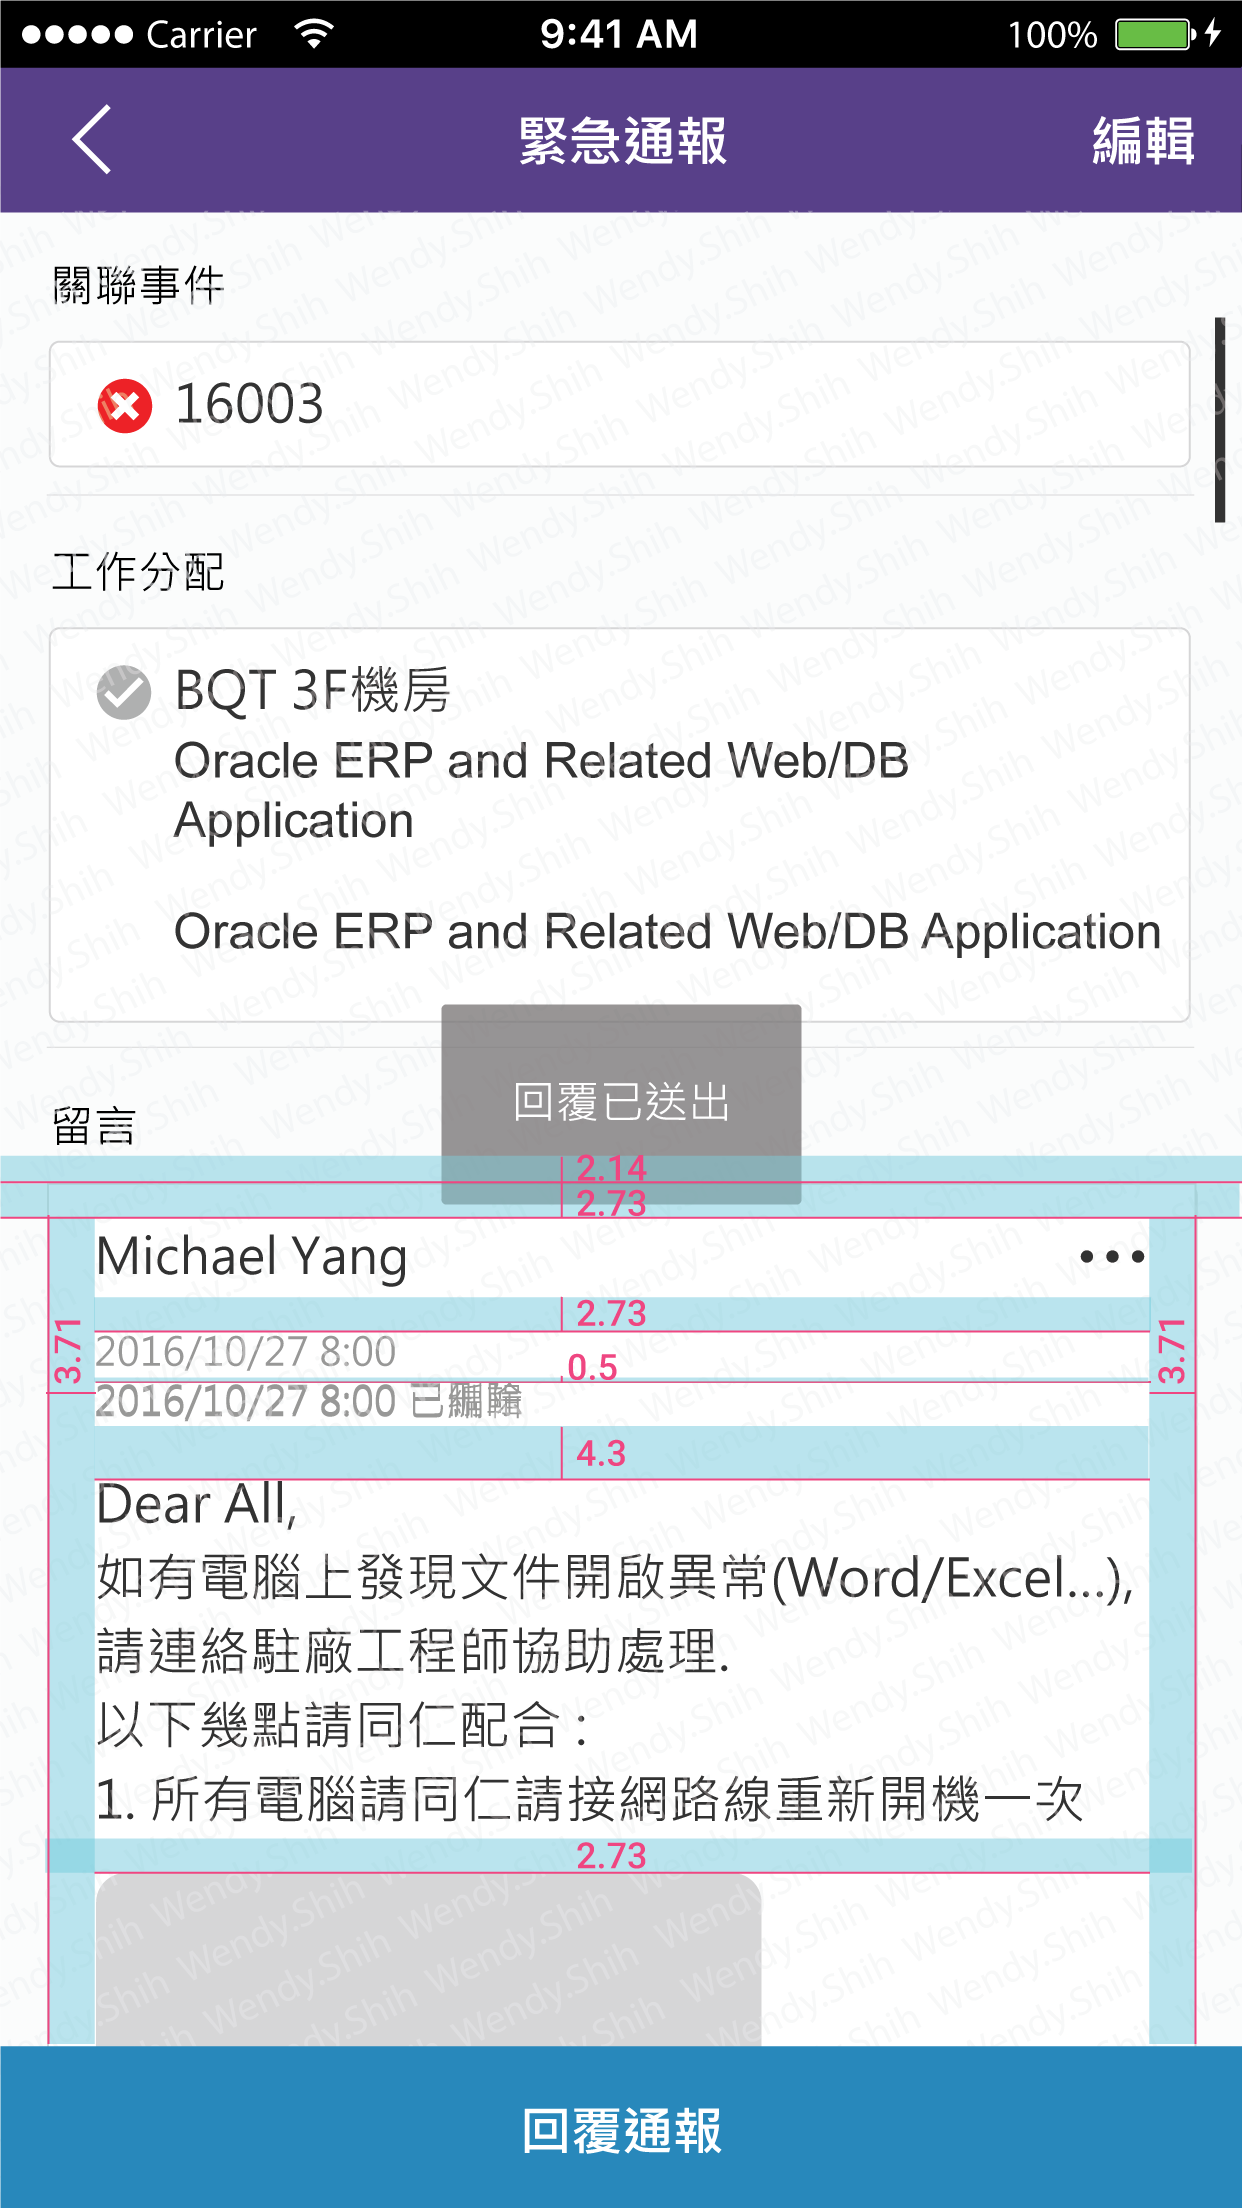 Carrier 9:41 AM 100%
緊急通報 編輯
關聯事件
16003
工作分配
BQT 3F機房
Oracle ERP and Related Web/DB
Application
Oracle ERP and Related Web/DB Application
回覆已送出
留言
2.14
2.73
Michael Yang
2.73
3.71
3.71
2016/10/27 8:00
0.5
2016/10/27 8:00 已
4.3
Dear All,
如有電腦上發現文件開啟異常(Word/Excel...),
請連絡駐廠工程師協助處理.
以下幾點請同仁配合 :
1. 所有電腦請同仁請接網路線重新開機一次
2.73
回覆通報
Wendy.Shih